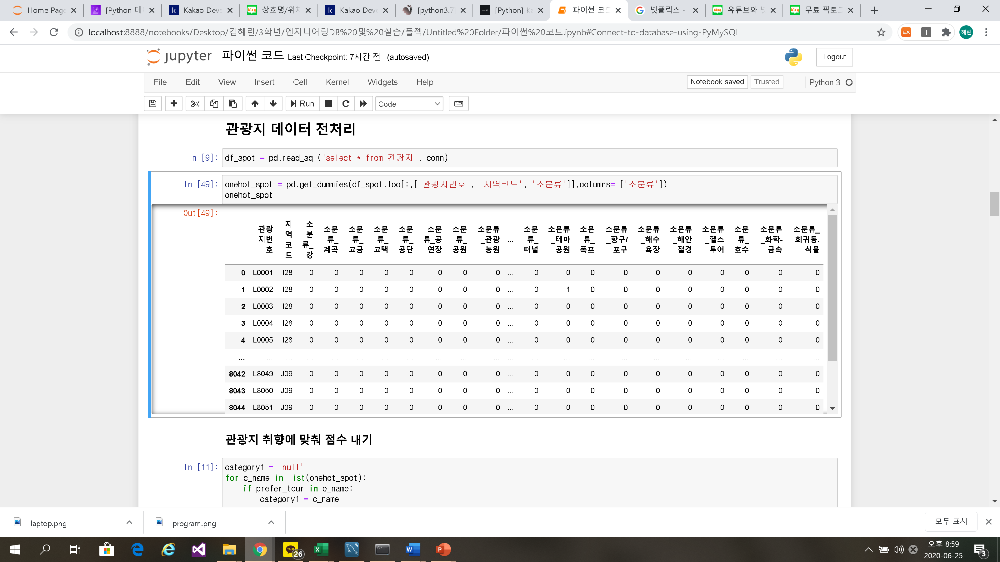 Home Page
[Python 데이
Kakao Deve
상호명/위치
Kakao Deve
[python3.7
[Python] Ka
파이썬 코드
넷플릭스 -
유튜브와 넷
무료 픽토그
localhost:8888/notebooks/Desktop/김혜린/3학년/엔지니어링DB%20및%20실습/플젝/Untitled%20Folder/파이썬%20코드.ipynb#Connect-to-database-using-PyMySQL
EX
혜린
jupyter 파이썬 코드 Last Checkpoint: 7시간 전 (autosaved)
Logout
File Edit View Insert Cell Kernel Widgets Help
Notebook saved Trusted Python 3
Run Code
관광지 데이터 전처리
In [9]: df_spot = pd.read_sql("select * from 관광지", conn)
In [49]: onehot_spot = pd.get_dummies(df_spot.loc[:,['관광지번호', '지역코드', '소분류']],columns= ['소분류'])
onehot_spot
Out[49]:
관광지번호 지역코드 소분류_강 소분류_계곡 소분류_고궁 소분류_고택 소분류_공단 소분류_공연장 소분류_공원 소분류_관광농원 ... 소분류_터널 소분류_테마공원 소분류_폭포 소분류_항구/포구 소분류_해수욕장 소분류_해안절경 소분류_헬스투어 소분류_호수 소분류_화학-금속 소분류_희귀동.식물
0 L0001 I28 0 0 0 0 0 0 0 0 ... 0 0 0 0 0 0 0 0 0 0
1 L0002 I28 0 0 0 0 0 0 0 0 ... 0 1 0 0 0 0 0 0 0 0
2 L0003 I28 0 0 0 0 0 0 0 0 ... 0 0 0 0 0 0 0 0 0 0
3 L0004 I28 0 0 0 0 0 0 0 0 ... 0 0 0 0 0 0 0 0 0 0
4 L0005 I28 0 0 0 0 0 0 0 0 ... 0 0 0 0 0 0 0 0 0 0
... ... ... ... ... ... ... ... ... ... ... ... ... ... ... ... ... ... ... ... ... ...
8042 L8049 J09 0 0 0 0 0 0 0 0 ... 0 0 0 0 0 0 0 0 0 0
8043 L8050 J09 0 0 0 0 0 0 0 0 ... 0 0 0 0 0 0 0 0 0 0
8044 L8051 J09 0 0 0 0 0 0 0 0 ... 0 0 0 0 0 0 0 0 0 0
관광지 취향에 맞춰 점수 내기
In [11]: category1 = 'null'
for c_name in list(onehot_spot):
if prefer_tour in c_name:
category1 = c_name
laptop.png
program.png
모두 표시
TALK
26
오후 8:59
2020-06-25
3